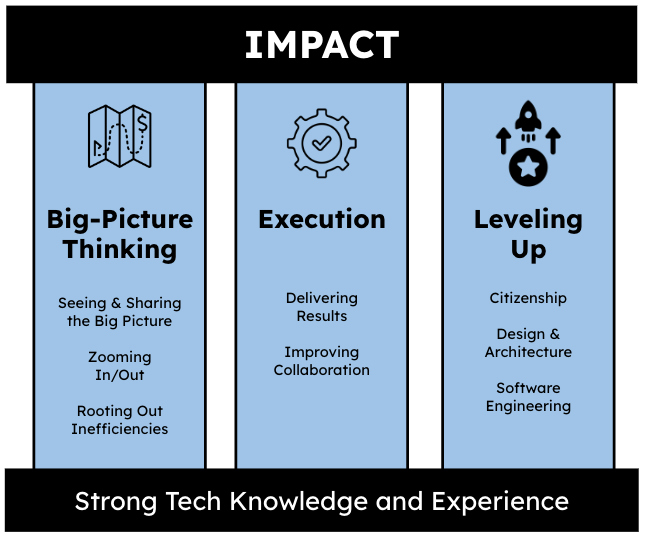 IMPACT
$
Big-Picture
Thinking
Seeing & Sharing
the Big Picture
Zooming
In/Out
Rooting Out
Inefficiencies
Execution
Delivering
Results
Improving
Collaboration
Leveling
Up
Citizenship
Design &
Architecture
Software
Engineering
Strong Tech Knowledge and Experience